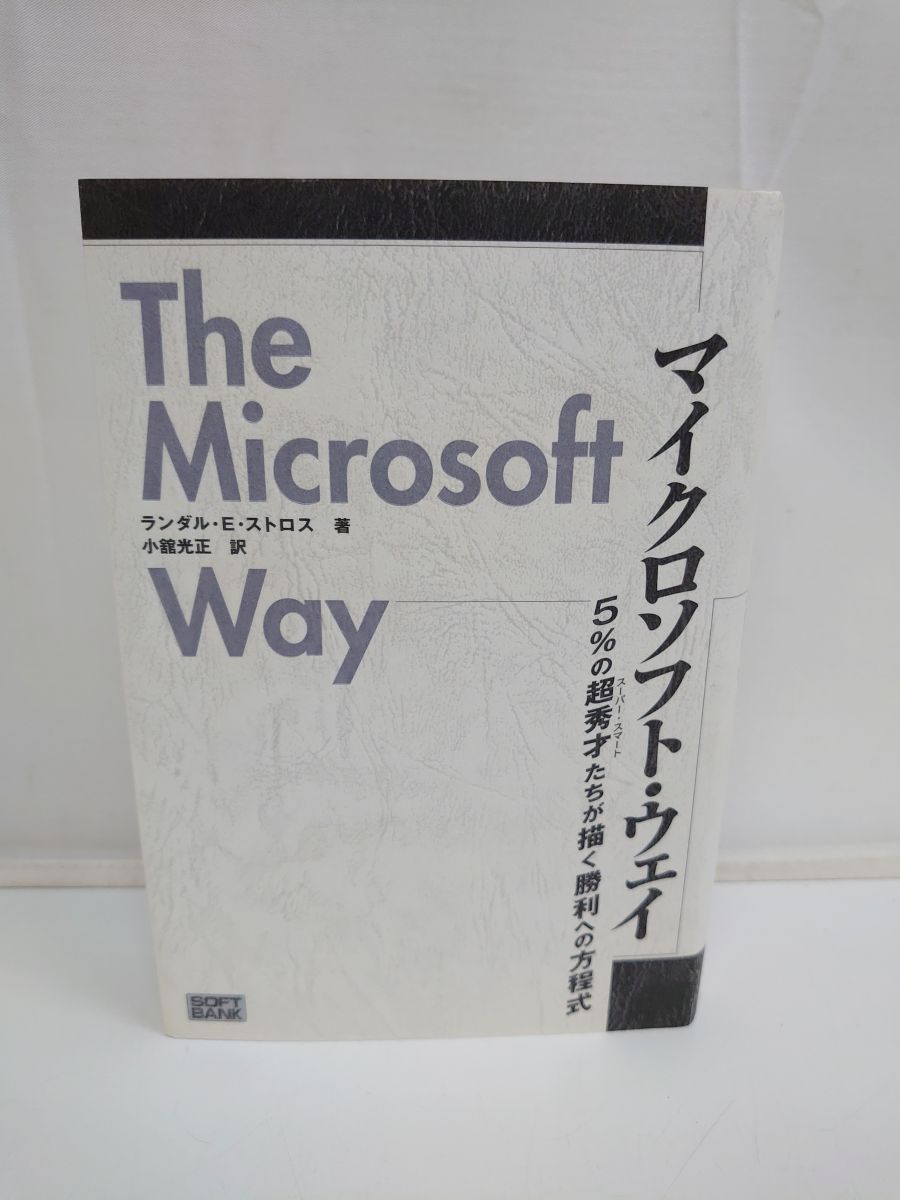 The
Microsoft
ランダル・E・ストロス 著
小舘光正 訳
Way
マイクロソフト・ウェイ
5%の超秀才たちが描く勝利への方程式
スーパー・スマート
SOFT
BANK